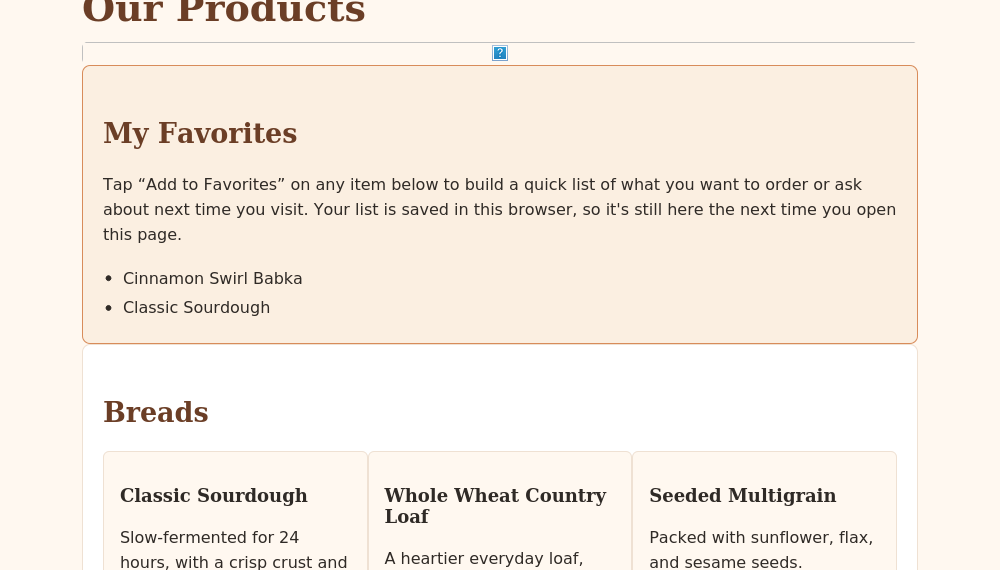 Our Products
My Favorites
Tap “Add to Favorites” on any item below to build a quick list of what you want to order or ask
about next time you visit. Your list is saved in this browser, so it's still here the next time you open
this page.
• Cinnamon Swirl Babka
• Classic Sourdough
Breads
Classic Sourdough
Slow-fermented for 24
hours, with a crisp crust and
Whole Wheat Country
Loaf
A heartier everyday loaf,
Seeded Multigrain
Packed with sunflower, flax,
and sesame seeds.